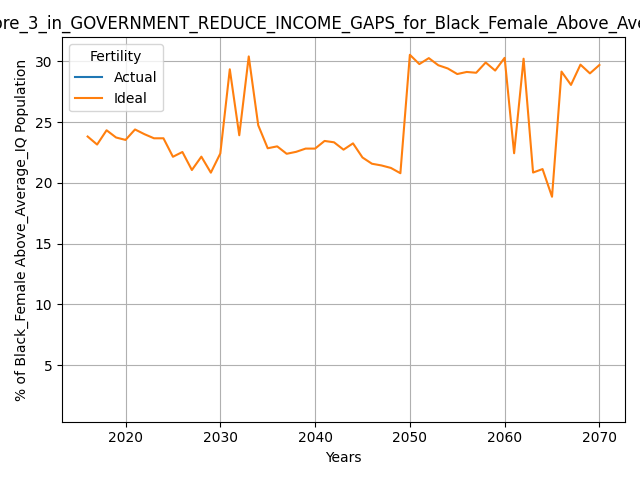 ore_3_in_GOVERNMENT_REDUCE_INCOME_GAPS_for_Black_Female_Above_Ave
Fertility
Actual
Ideal
30
25
20
15
10
5
% of Black_Female Above_Average_IQ Population
2020 2030 2040 2050 2060 2070
Years